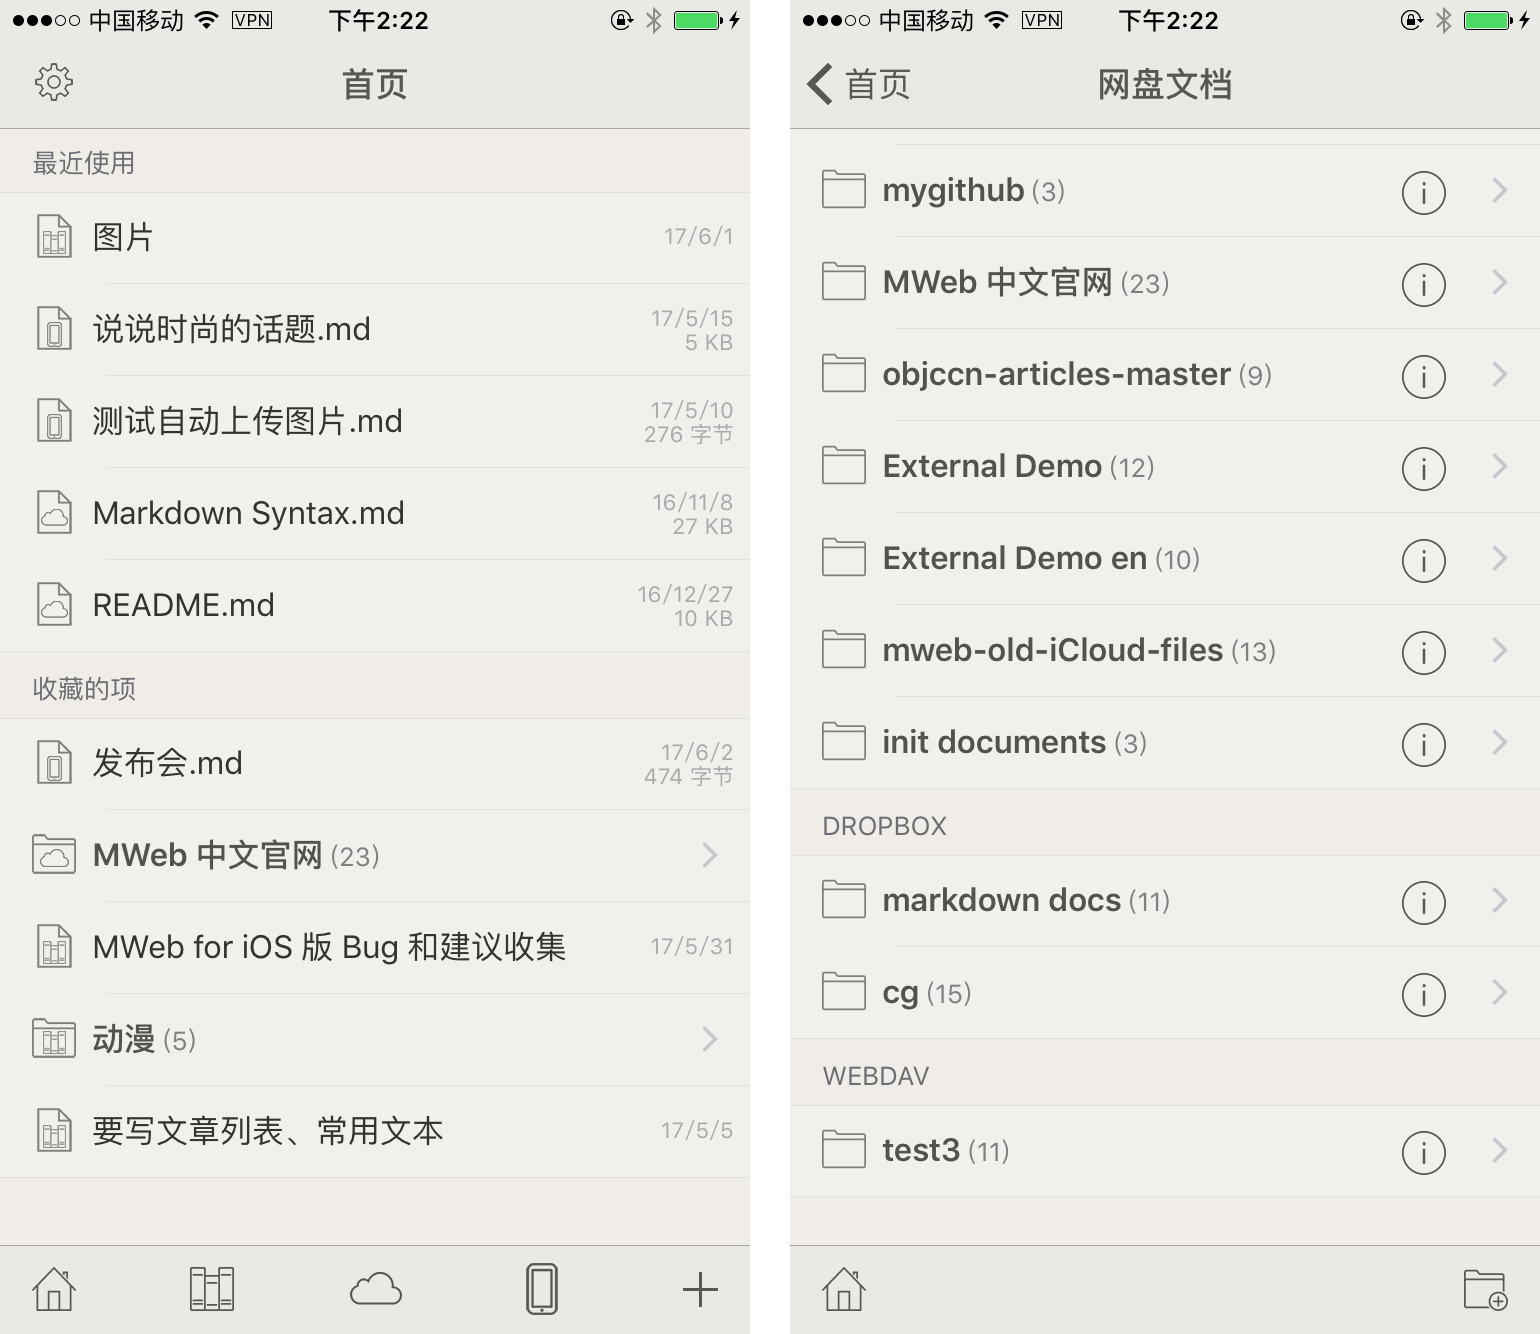 中国移动 VPN 下午2:22
首页
最近使用
图片 17/6/1
说说时尚的话题.md 17/5/15
5 KB
测试自动上传图片.md 17/5/10
276 字节
Markdown Syntax.md 16/11/8
27 KB
README.md 16/12/27
10 KB
收藏的项
发布会.md 17/6/2
474 字节
MWeb 中文官网 (23)
MWeb for iOS 版 Bug 和建议收集 17/5/31
动漫 (5)
要写文章列表、常用文本 17/5/5
中国移动 VPN 下午2:22
首页 网盘文档
mygithub (3)
MWeb 中文官网 (23)
objccn-articles-master (9)
External Demo (12)
External Demo en (10)
mweb-old-iCloud-files (13)
init documents (3)
DROPBOX
markdown docs (11)
cg (15)
WEBDAV
test3 (11)